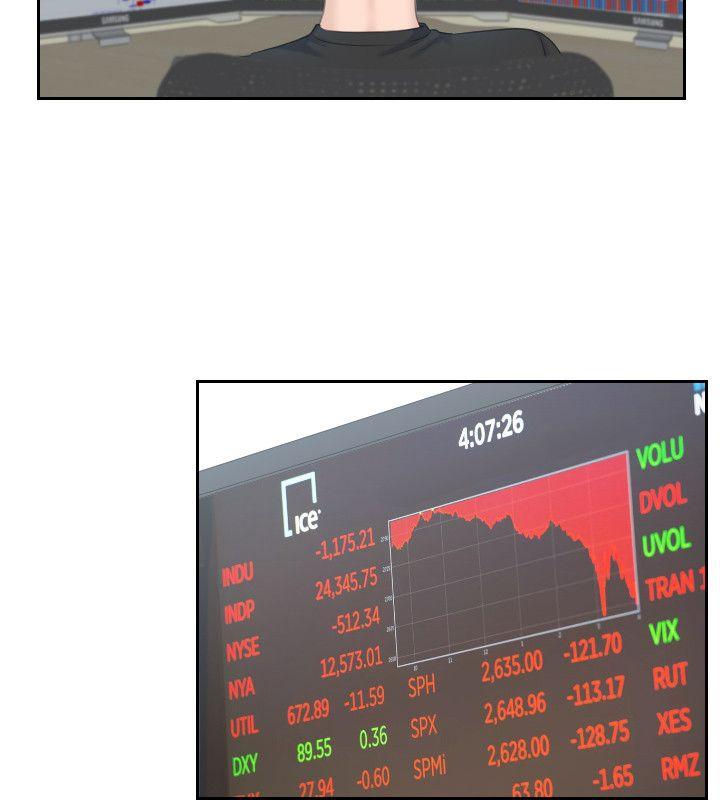 SAMSUNG
SAMSUNG
4:07:26
ice
INDU -1,175.21
INDP 24,345.75
NYSE -512.34
NYA 12,573.01
UTIL 672.89 -11.59
DXY 89.55 0.36
27.94 -0.60
SPH 2,635.00 -121.70
SPX 2,648.96 -113.17
SPMi 2,628.00 -128.75
63.80 -1.65
VOLU
DVOL
UVOL
TRAN 1
VIX
RUT
XES
RMZ